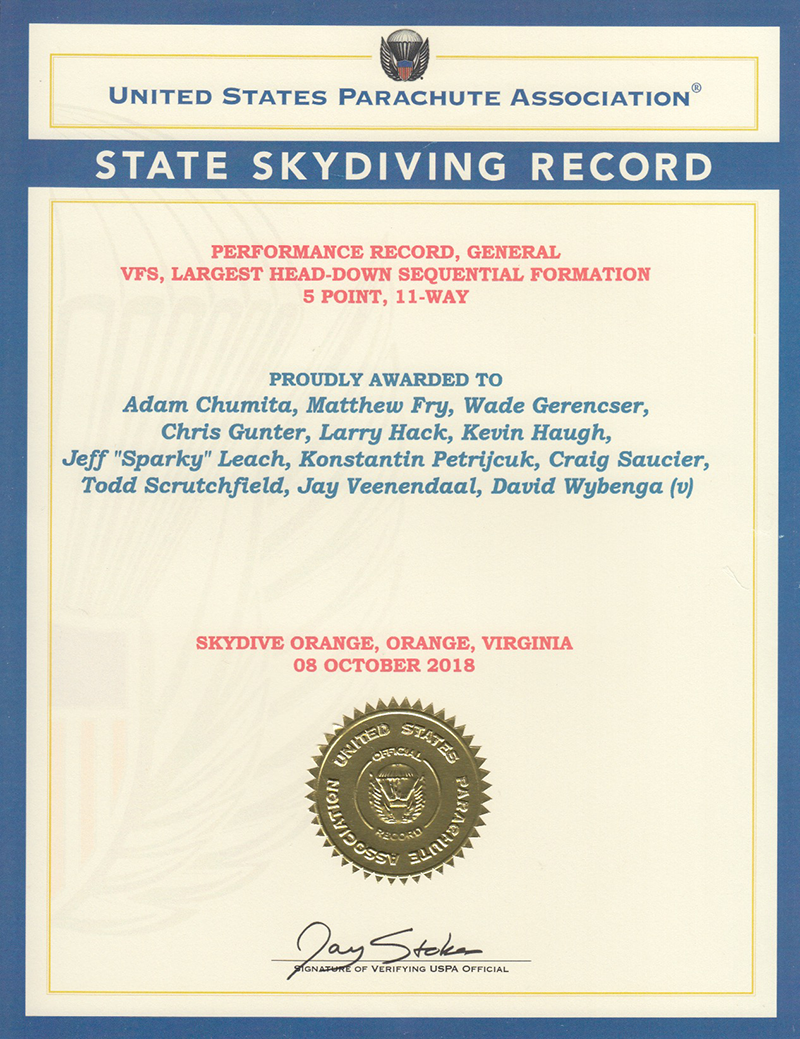 UNITED STATES PARACHUTE ASSOCIATION®
STATE SKYDIVING RECORD
PERFORMANCE RECORD, GENERAL
VFS, LARGEST HEAD-DOWN SEQUENTIAL FORMATION
5 POINT, 11-WAY
PROUDLY AWARDED TO
Adam Chumita, Matthew Fry, Wade Gerencser,
Chris Gunter, Larry Hack, Kevin Haugh,
Jeff "Sparky" Leach, Konstantin Petrijcuk, Craig Saucier,
Todd Scrutchfield, Jay Veenendaal, David Wybenga (v)
SKYDIVE ORANGE, ORANGE, VIRGINIA
08 OCTOBER 2018
UNITED STATES PARACHUTE ASSOCIATION
OFFICIAL
RECORD
Jay Stokes
SIGNATURE OF VERIFYING USPA OFFICIAL